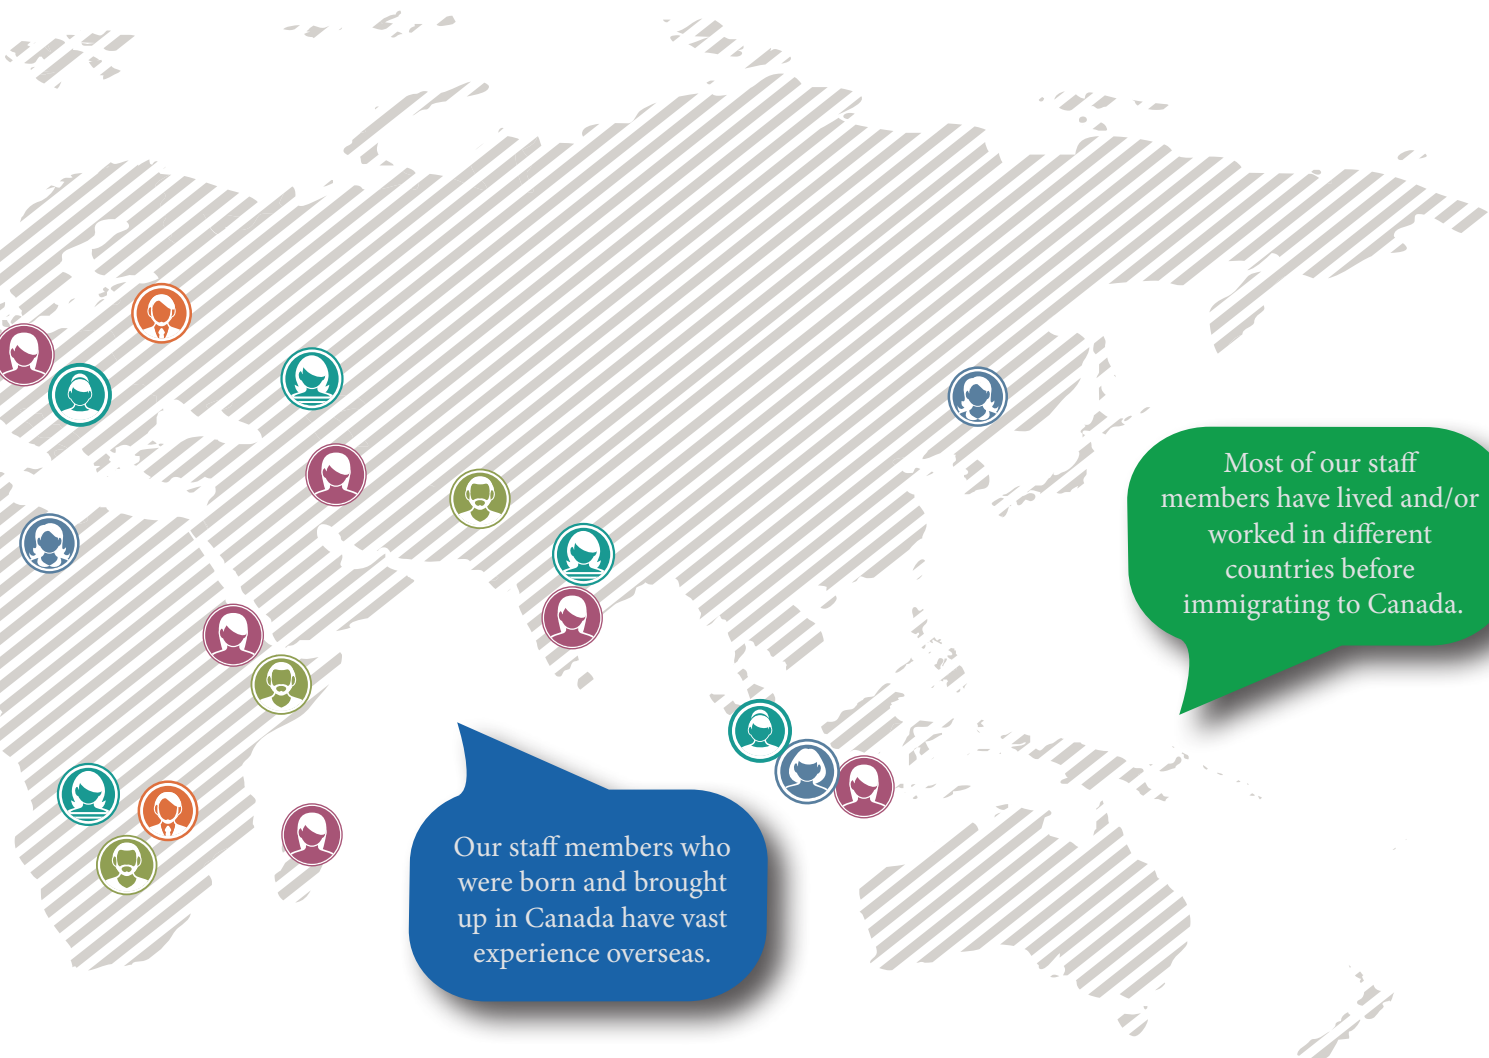 Most of our staff
members have lived and/or
worked in different
countries before
immigrating to Canada.
Our staff members who
were born and brought
up in Canada have vast
experience overseas.